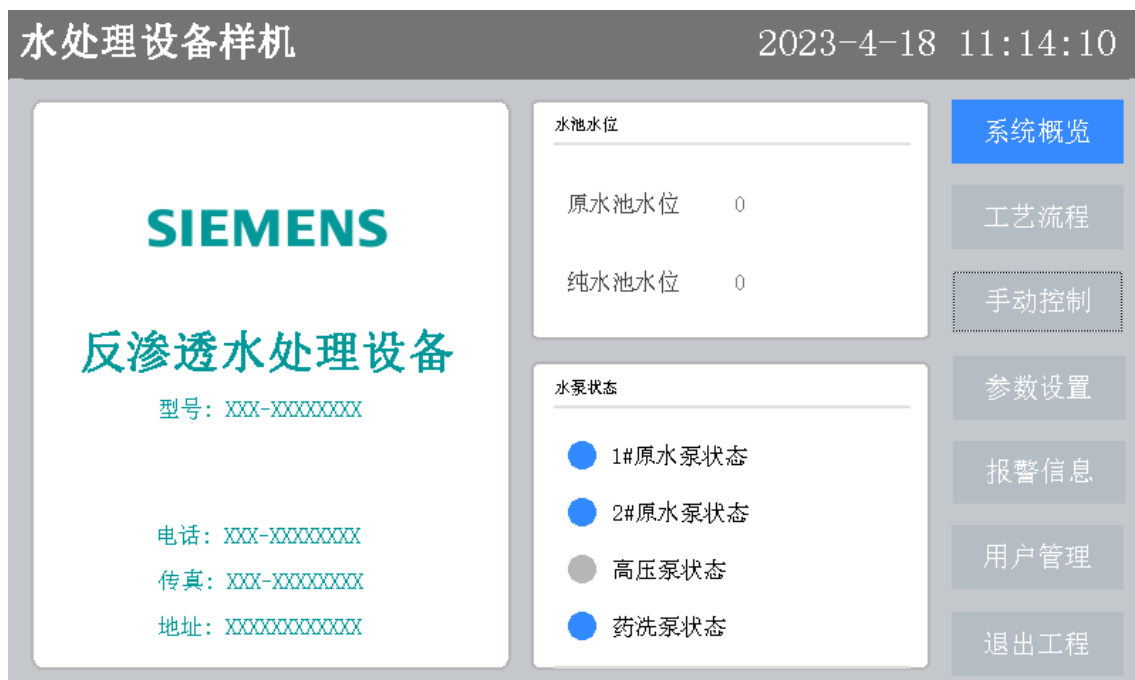 水处理设备样机
2023-4-18 11:14:10
SIEMENS
反渗透水处理设备
型号: XXX-XXXXXXXX
电话: XXX-XXXXXXXX
传真: XXX-XXXXXXXX
地址: XXXXXXXXXXXX
水池水位
原水池水位 0
纯水池水位 0
水泵状态
1#原水泵状态
2#原水泵状态
高压泵状态
药洗泵状态
系统概览
工艺流程
手动控制
参数设置
报警信息
用户管理
退出工程